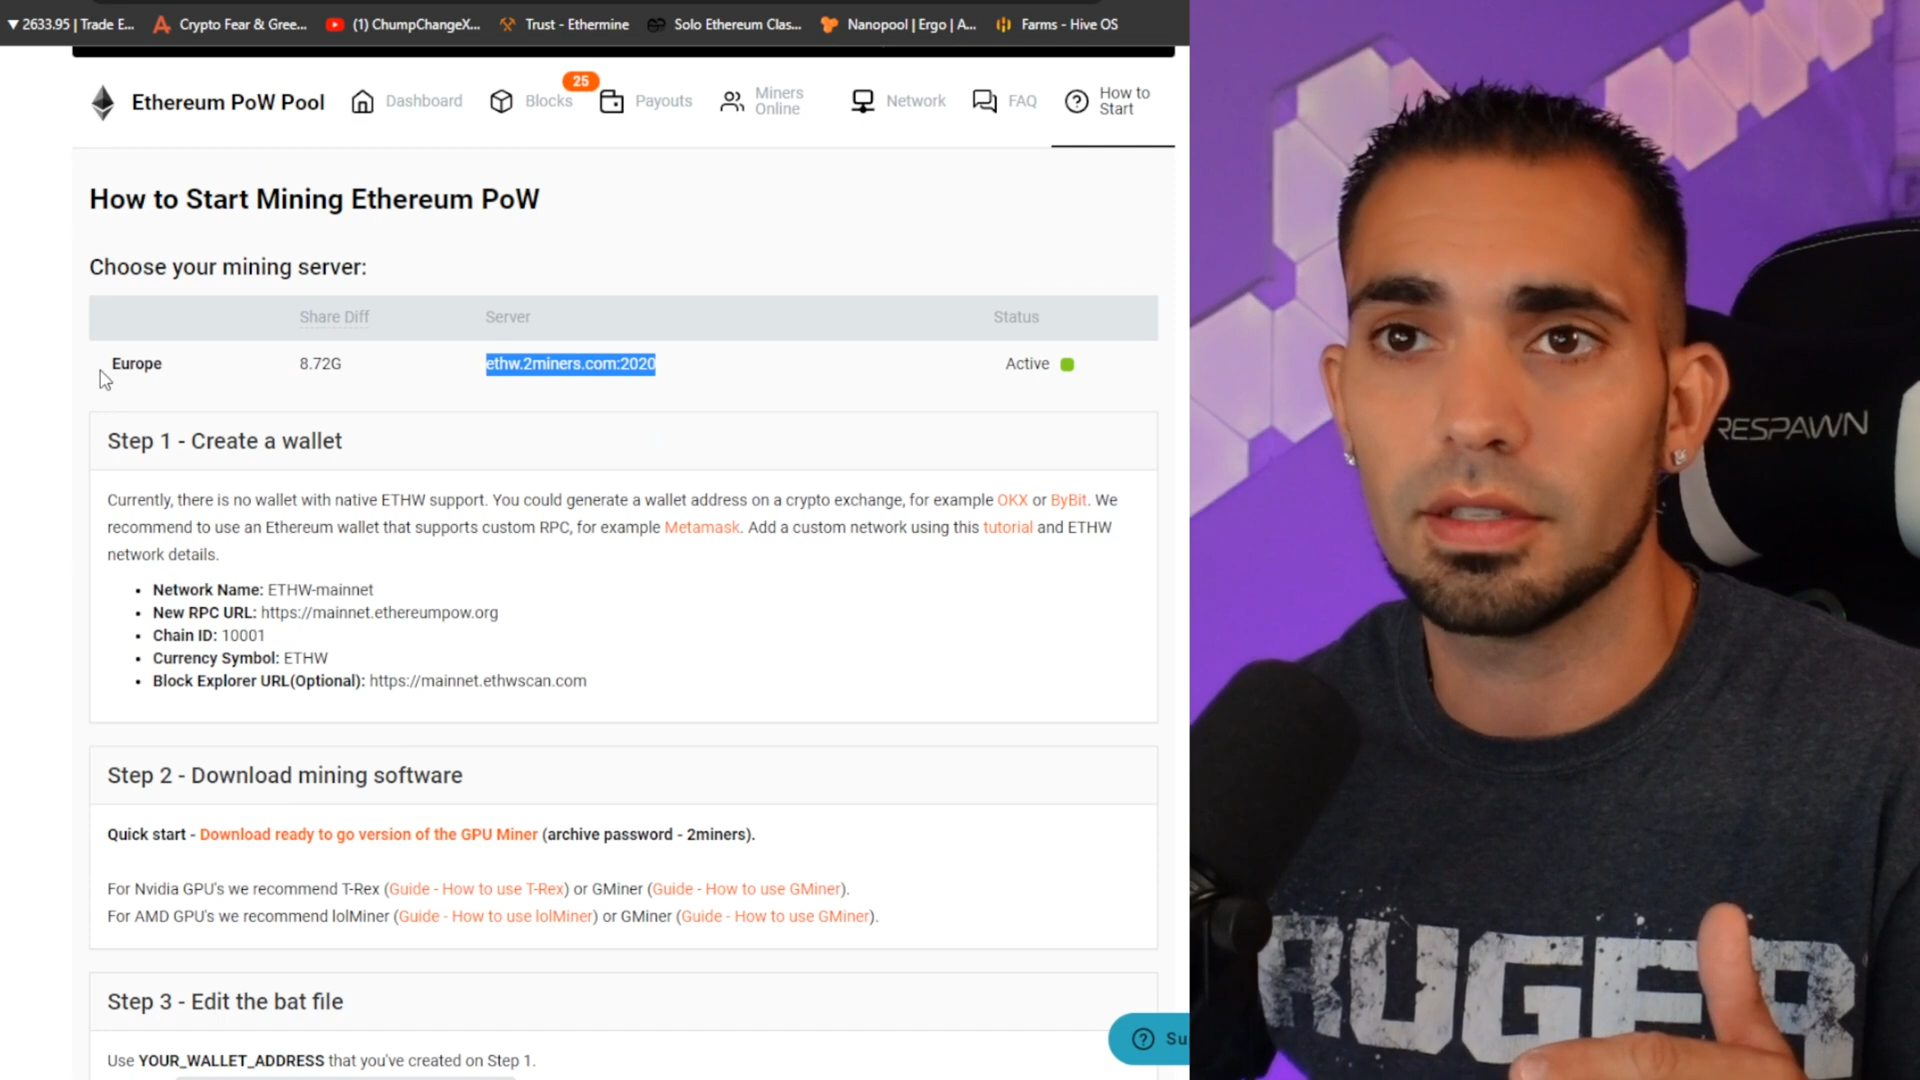 2633.95 | Trade E...
Crypto Fear & Gree...
(1) ChumpChangeX...
Trust - Ethermine
Solo Ethereum Clas...
Nanopool | Ergo | A...
Farms - Hive OS
Ethereum PoW Pool
Dashboard
Blocks
25
Payouts
Miners
Online
Network
FAQ
How to
Start
How to Start Mining Ethereum PoW
Choose your mining server:
Share Diff Server Status
Europe 8.72G ethw.2miners.com:2020 Active
Step 1 - Create a wallet
Currently, there is no wallet with native ETHW support. You could generate a wallet address on a crypto exchange, for example OKX or ByBit. We
recommend to use an Ethereum wallet that supports custom RPC, for example Metamask. Add a custom network using this tutorial and ETHW
network details.
• Network Name: ETHW-mainnet
• New RPC URL: https://mainnet.ethereumpow.org
• Chain ID: 10001
• Currency Symbol: ETHW
• Block Explorer URL(Optional): https://mainnet.ethwscan.com
Step 2 - Download mining software
Quick start - Download ready to go version of the GPU Miner (archive password - 2miners).
For Nvidia GPU's we recommend T-Rex (Guide - How to use T-Rex) or GMiner (Guide - How to use GMiner).
For AMD GPU's we recommend lolMiner (Guide - How to use lolMiner) or GMiner (Guide - How to use GMiner).
Step 3 - Edit the bat file
Use YOUR_WALLET_ADDRESS that you've created on Step 1.
Su
RESPAWN
RUGER